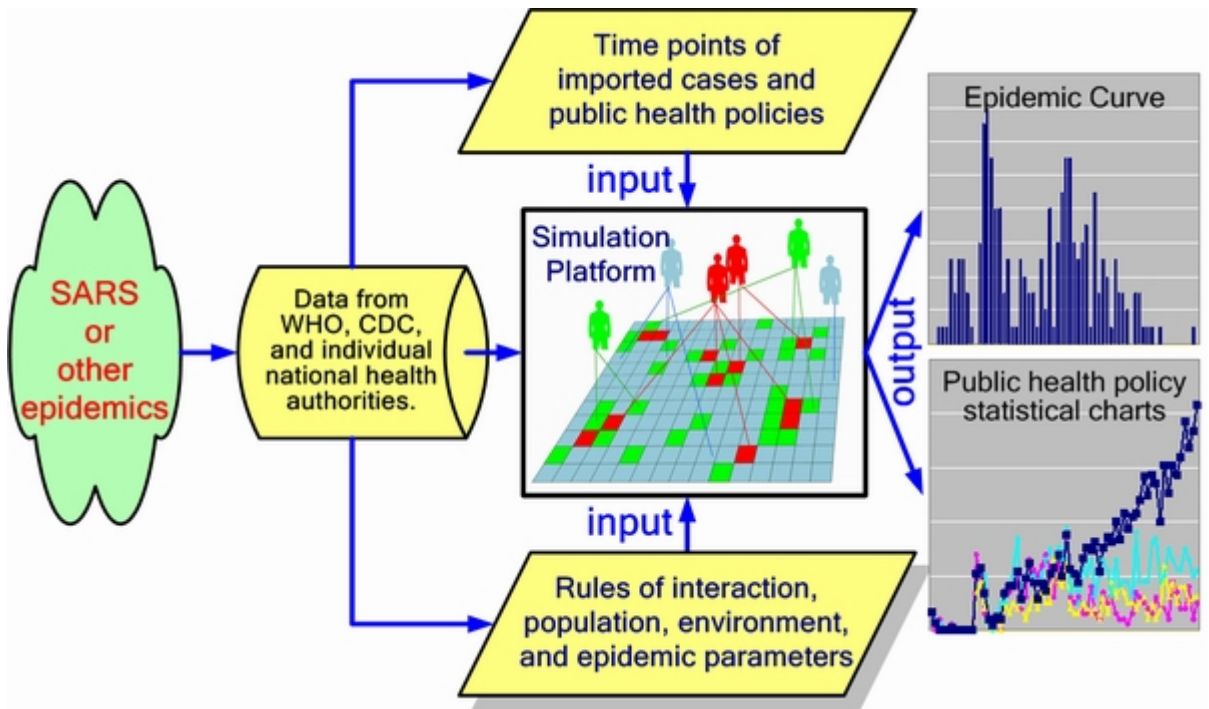 Time points of
imported cases and
public health policies
input
SARS
or
other
epidemics
Data from
WHO, CDC,
and individual
national health
authorities.
Simulation
Platform
output
Epidemic Curve
Public health policy
statistical charts
input
Rules of interaction,
population, environment,
and epidemic parameters